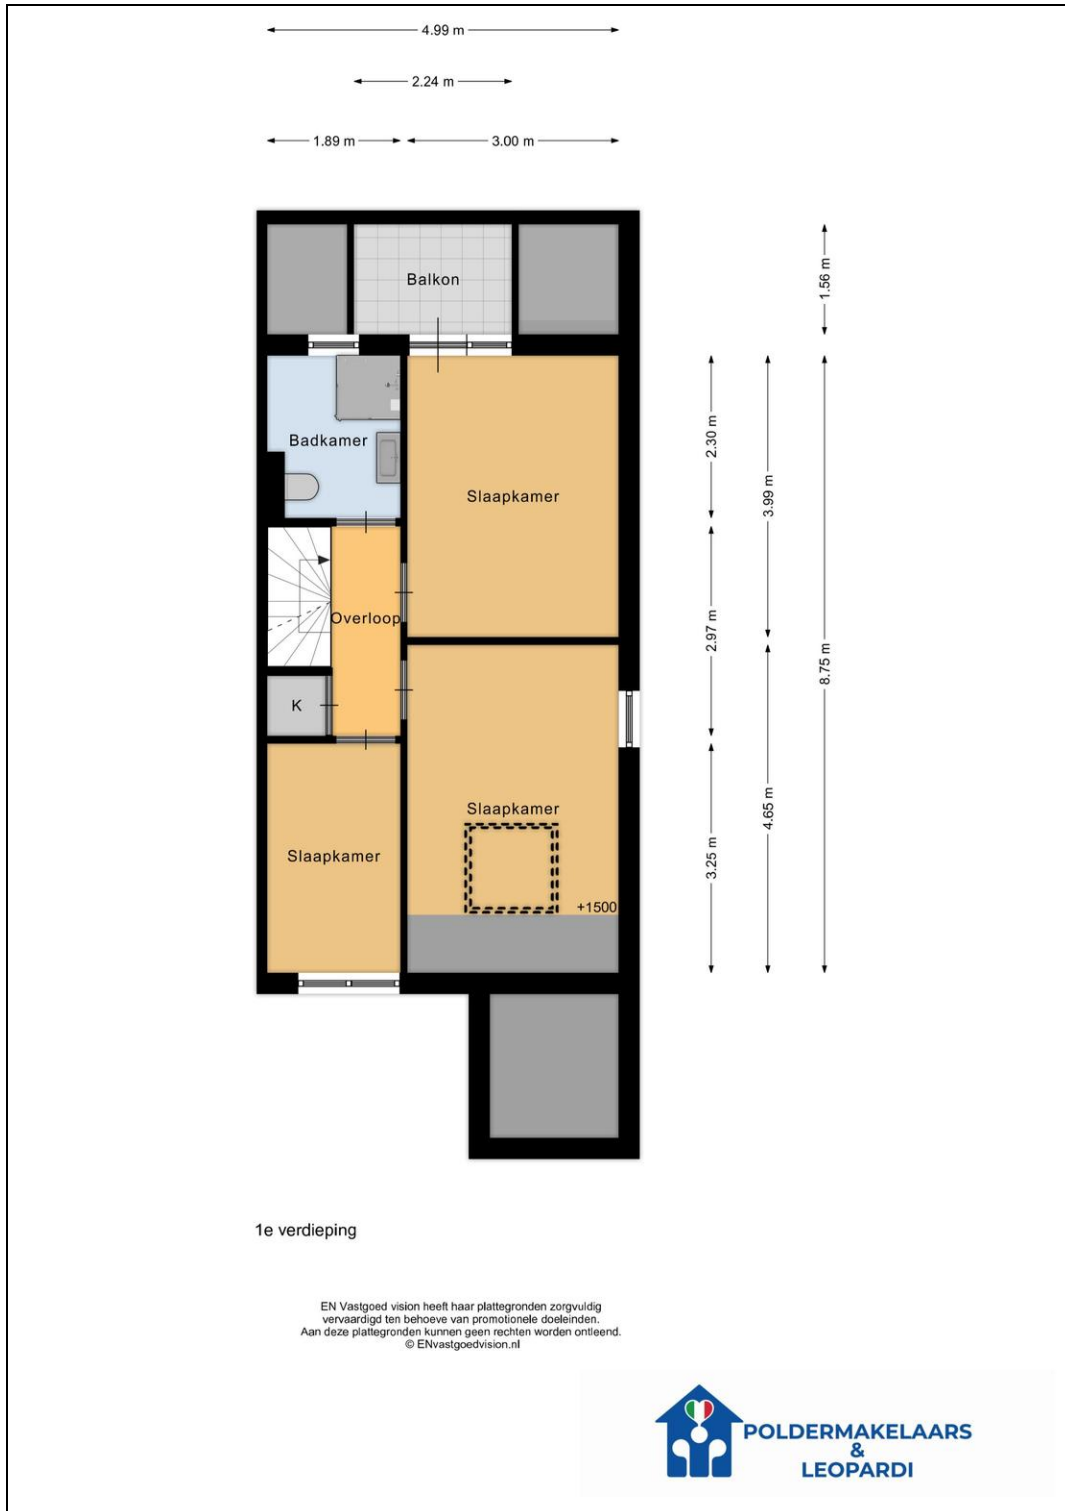 4.99 m
2.24 m
1.89 m
3.00 m
Balkon
1.56 m
Badkamer
2.30 m
Slaapkamer
3.99 m
Overloop
2.97 m
8.75 m
K
Slaapkamer
4.65 m
Slaapkamer
3.25 m
+1500
1e verdieping
EN Vastgoed vision heeft haar plattegronden zorgvuldig
vervaardigd ten behoeve van promotionele doeleinden.
Aan deze plattegronden kunnen geen rechten worden ontleend.
© ENvastgoedvision.nl
POLDERMAKELAARS
&
LEOPARDI